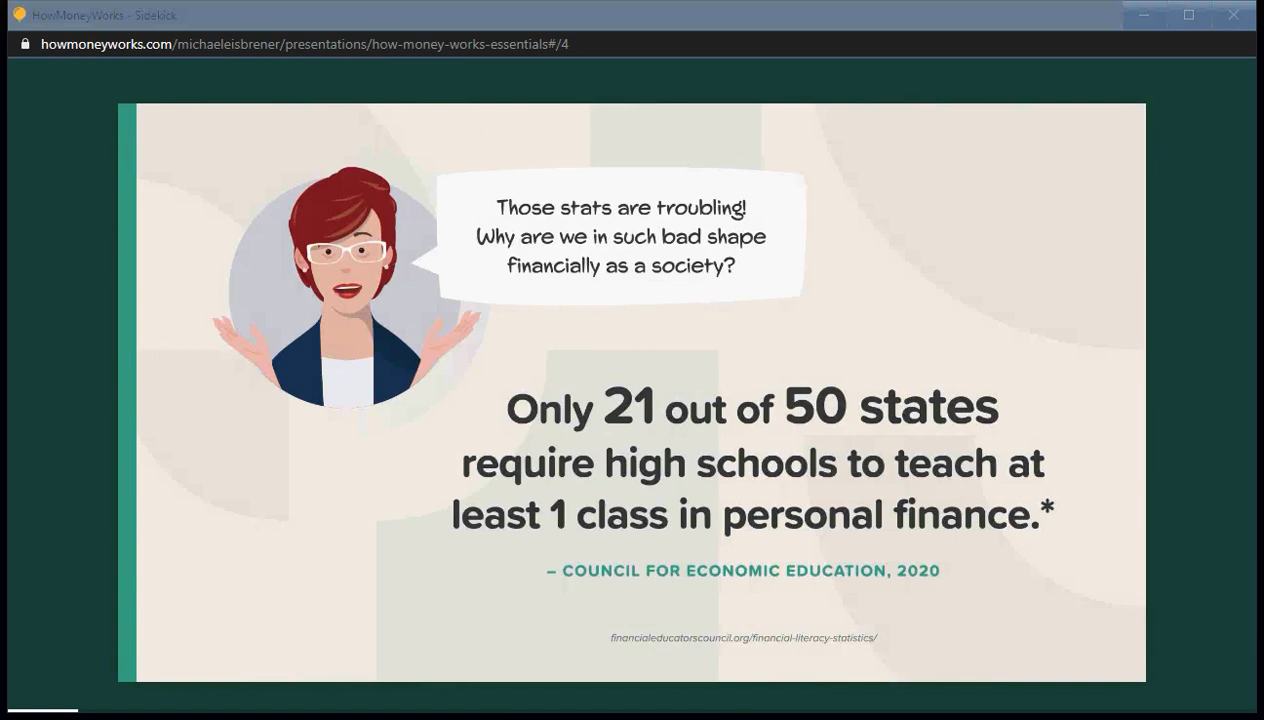 HowMoneyWorks - Sidekick
howmoneyworks.com/michaeleisbrener/presentations/how-money-works-essentials#/4
Those stats are troubling!
Why are we in such bad shape
financially as a society?
Only 21 out of 50 states
require high schools to teach at
least 1 class in personal finance.*
– COUNCIL FOR ECONOMIC EDUCATION, 2020
financialeducatorscouncil.org/financial-literacy-statistics/